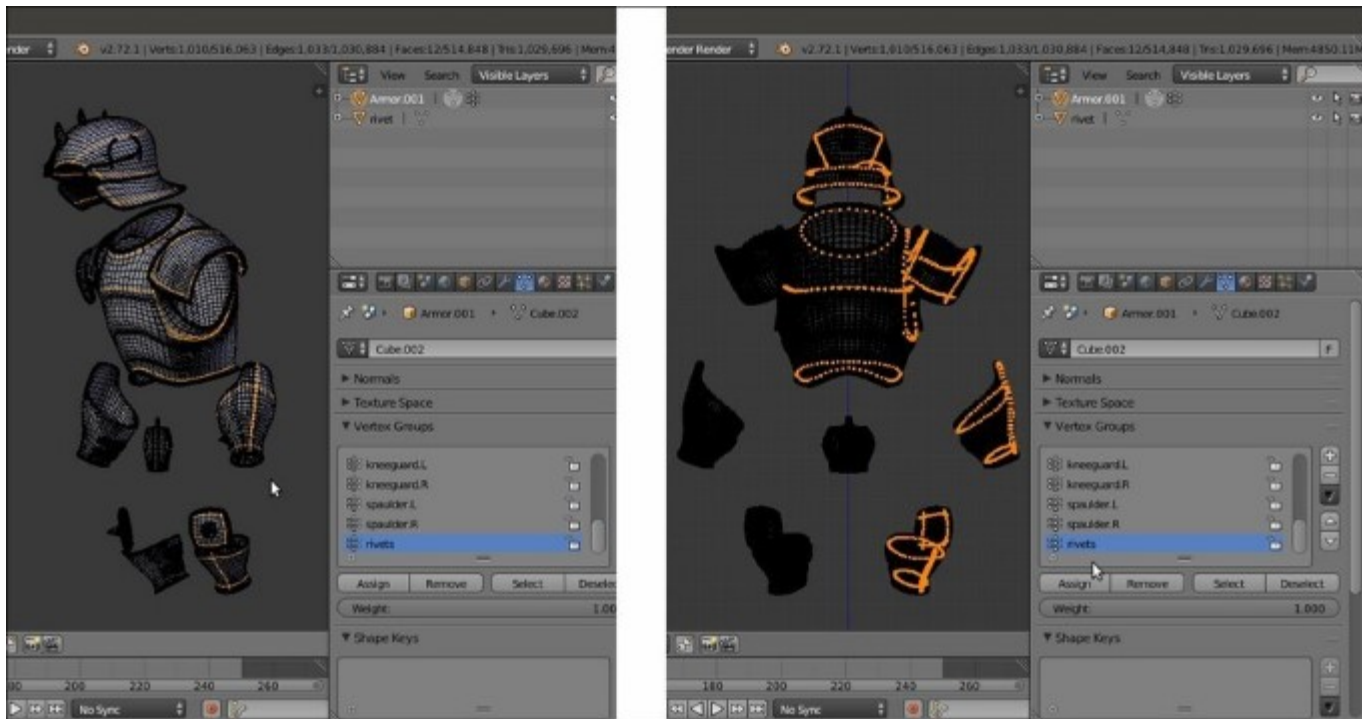 nder v2.72.1 | Verts:1,010/516,063 | Edges:1,033/1,030,884 | Faces:12/514,848 | Tris:1,029,696 | Mem:4
View Search Visible Layers
Armor.001
rivet
Armor.001 Cube.002
Cube.002
Normals
Texture Space
Vertex Groups
kneeguard.L
kneeguard.R
spaulder.L
spaulder.R
rivets
Assign Remove Select Deselec
Weight: 1.00
Shape Keys
200 220 240 260
No Sync
ender Render v2.72.1 | Verts:1,010/516,063 | Edges:1,033/1,030,884 | Faces:12/514,848 | Tris:1,029,696 | Mem:4850.11M
View Search Visible Layers
Armor.001
rivet
Armor.001 Cube.002
Cube.002 F
Normals
Texture Space
Vertex Groups
kneeguard.L
kneeguard.R
spaulder.L
spaulder.R
rivets
Assign Remove Select Deselect
Weight: 1.000
Shape Keys
180 200 220 240 260
No Sync